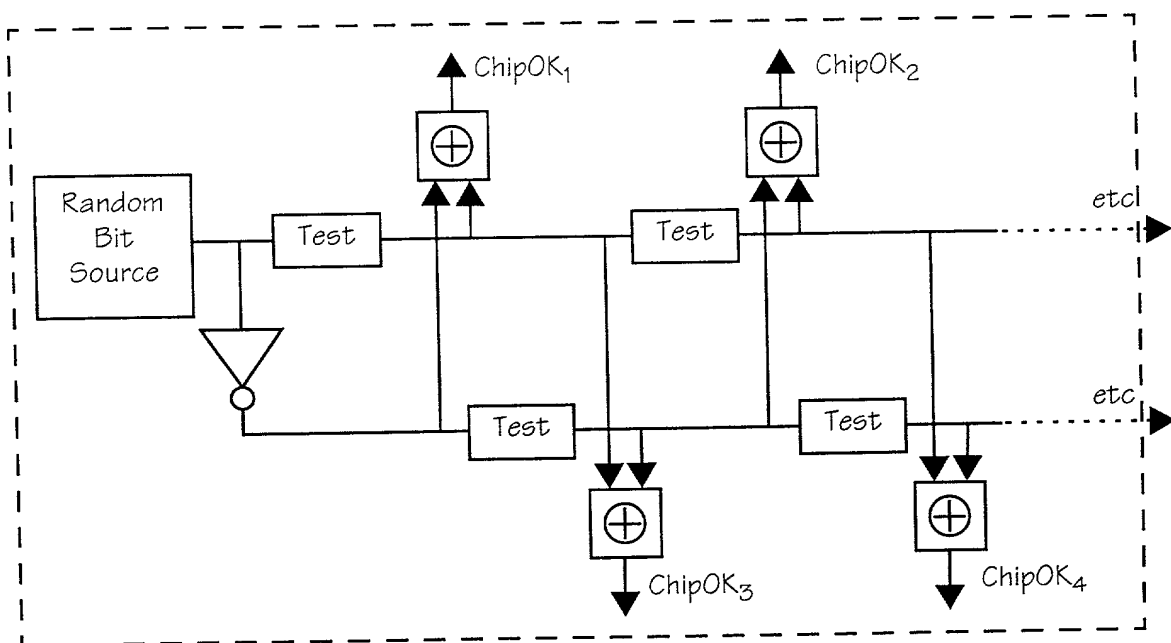 ChipOK1
ChipOK2
Random
Bit
Source
Test
Test
etc
Test
Test
etc
ChipOK3
ChipOK4